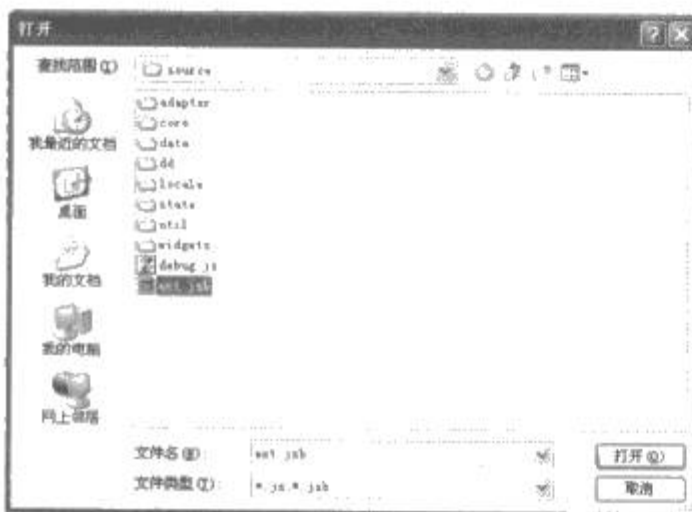 打开
查找范围(I)
source
adapter
core
data
dd
locale
state
util
widgets
debug.js
ext.jsb
我最近的文档
桌面
我的文档
我的电脑
网上邻居
文件名(N):
ext.jsb
打开(O)
文件类型(T):
*.js,*.jsb
取消